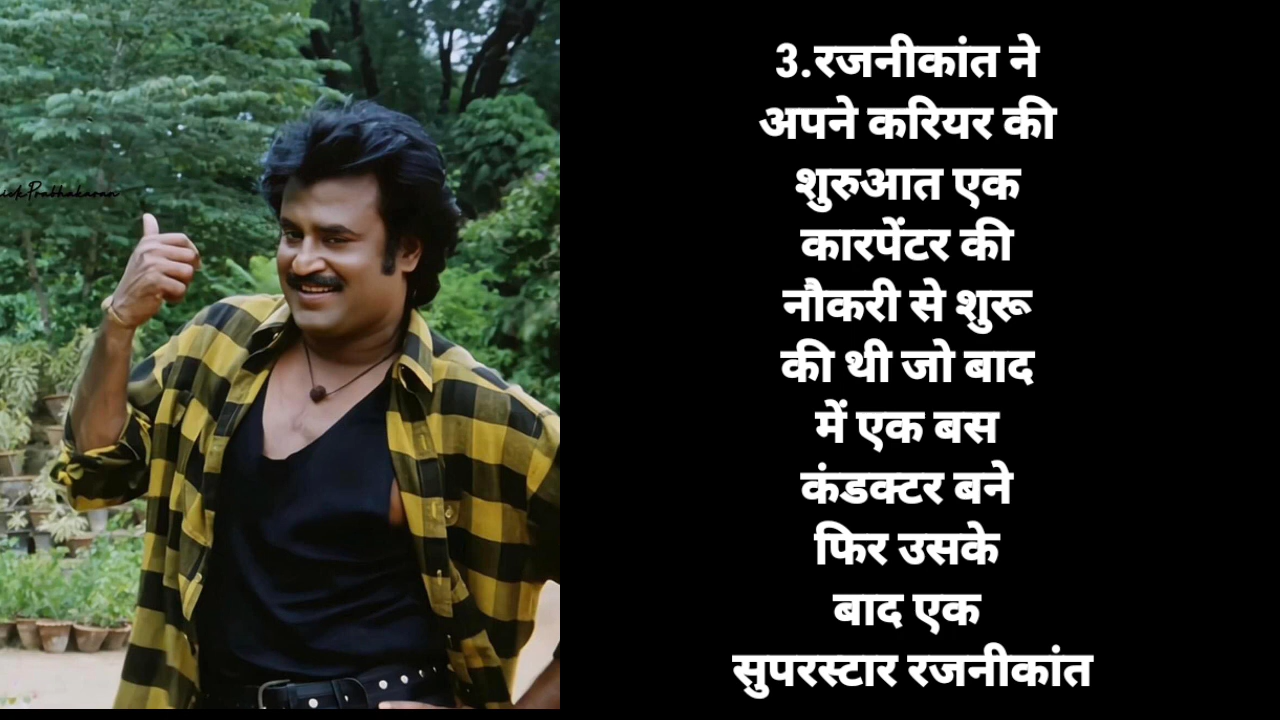 3.रजनीकांत ने
अपने करियर की
शुरुआत एक
कारपेंटर की
नौकरी से शुरू
की थी जो बाद
में एक बस
कंडक्टर बने
फिर उसके
बाद एक
सुपरस्टार रजनीकांत
Prabhakaran